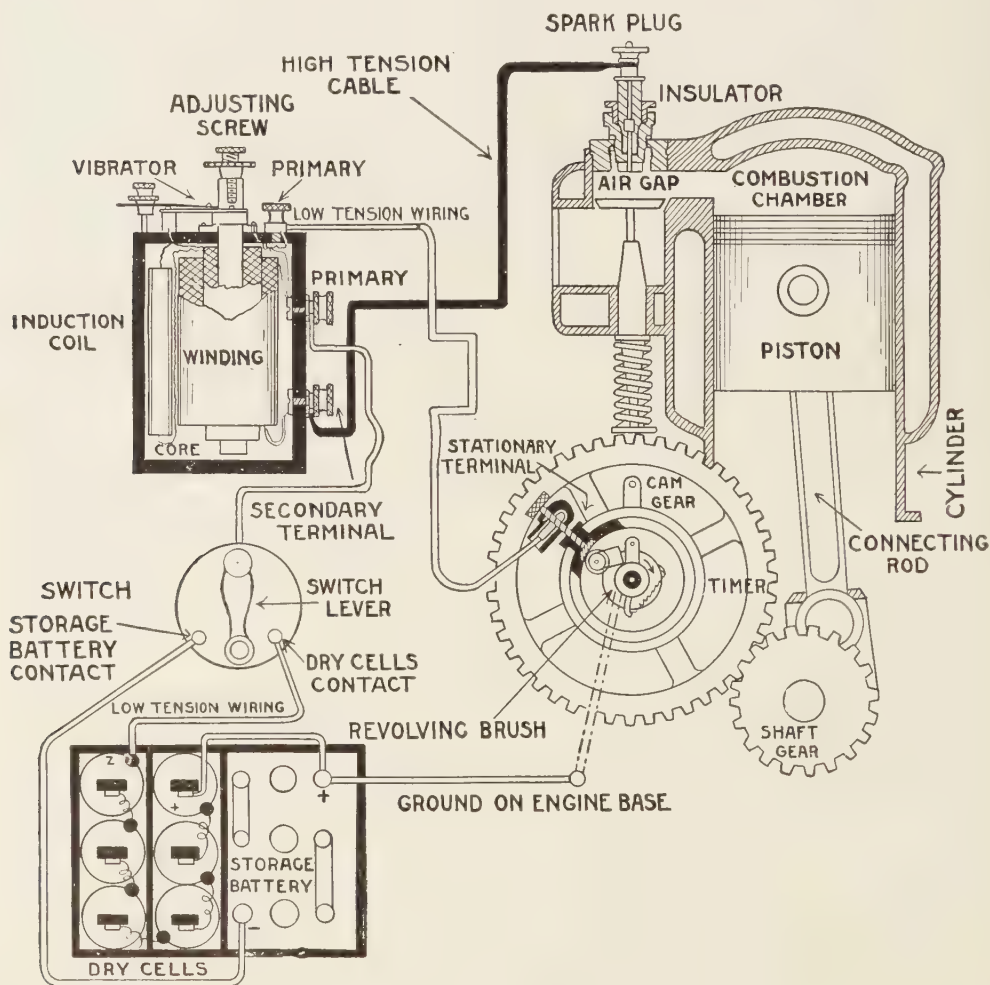 SPARK PLUG
HIGH TENSION
CABLE
INSULATOR
ADJUSTING
SCREW
VIBRATOR
PRIMARY
AIR GAP
COMBUSTION
CHAMBER
LOW TENSION WIRING
PRIMARY
INDUCTION
COIL
WINDING
PISTON
CORE
STATIONARY
TERMINAL
CAM
GEAR
CYLINDER
SECONDARY
TERMINAL
CONNECTING
ROD
SWITCH
SWITCH
LEVER
TIMER
STORAGE
BATTERY
CONTACT
DRY CELLS
CONTACT
LOW TENSION WIRING
REVOLVING BRUSH
SHAFT
GEAR
Z
+
+
GROUND ON ENGINE BASE
STORAGE
BATTERY
-
DRY CELLS